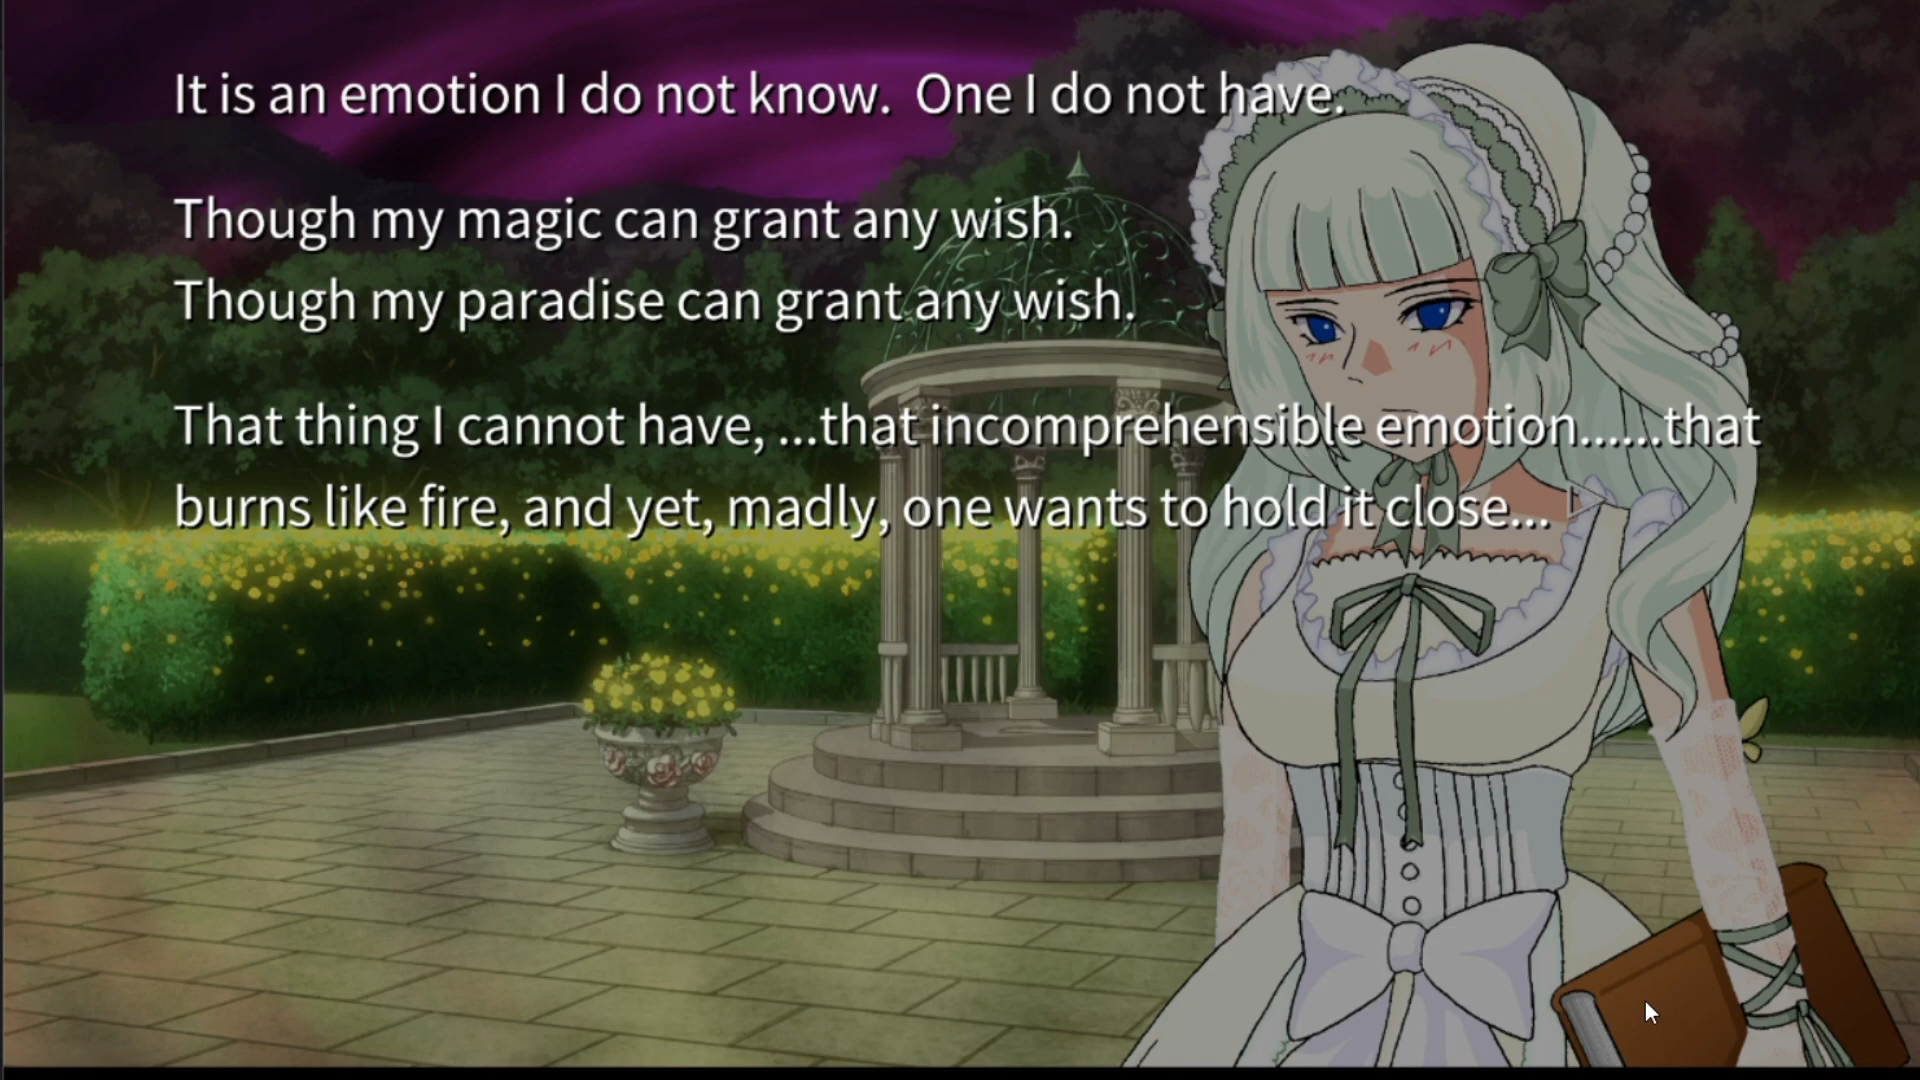 It is an emotion I do not know.  One I do not have.
Though my magic can grant any wish.
Though my paradise can grant any wish.
That thing I cannot have, ...that incomprehensible emotion......that
burns like fire, and yet, madly, one wants to hold it close...